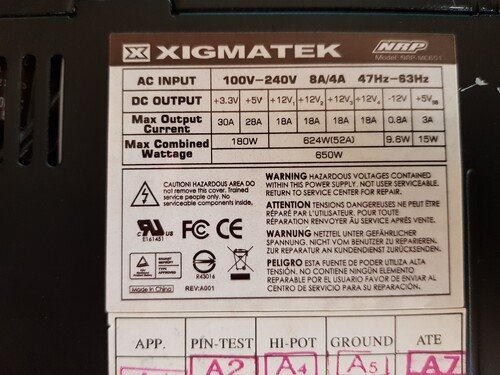 XIGMATEK NRP
Model: NRP-MC651
AC INPUT 100V-240V 8A/4A 47Hz-63Hz
DC OUTPUT +3.3V +5V +12V1 +12V2 +12V3 +12V4 -12V +5VSB
Max Output Current 30A 28A 18A 18A 18A 18A 0.8A 3A
Max Combined Wattage 180W 624W(52A) 9.6W 15W
650W
CAUTION! HAZARDOUS AREA DO
not remove this cover. Trained
service people only. No
serviceable components inside.
WARNING HAZARDOUS VOLTAGES CONTAINED
WITHIN THIS POWER SUPPLY. NOT USER SERVICEABLE.
RETURN TO SERVICE CENTER FOR REPAIR.
ATTENTION TENSIONS DANGEREUSES NE PEUT ÊTRE
RÉPARÉ PAR L'UTILISATEUR. POUR TOUTE
RÉPARATION RENVOYER ÀU SERVICE APRÈS VENTE.
WARNUNG NETZTEIL UNTER GEFÄHRLICHER
SPANNUNG. NICHT VOM BENUTZER ZU REPARIEREN.
ZUR REPARATUR AN KUNDENDIENST ZURÜCKSENDEN.
PELIGRO ESTA FUENTE DE PODER UTILIZA ALTA
TENSIÓN. NO CONTIENE NINGÚN ELEMENTO
REPARABLE POR EL USUARIO FAVOR DE ENVIAR AL
CENTRO DE SERVICIO PARA SU REPARACIÓN
C UL US FC CE
E161451
R43016
Made in China REV:A001
APP. PIN-TEST HI-POT GROUND ATE
A2 A4 A5 A7